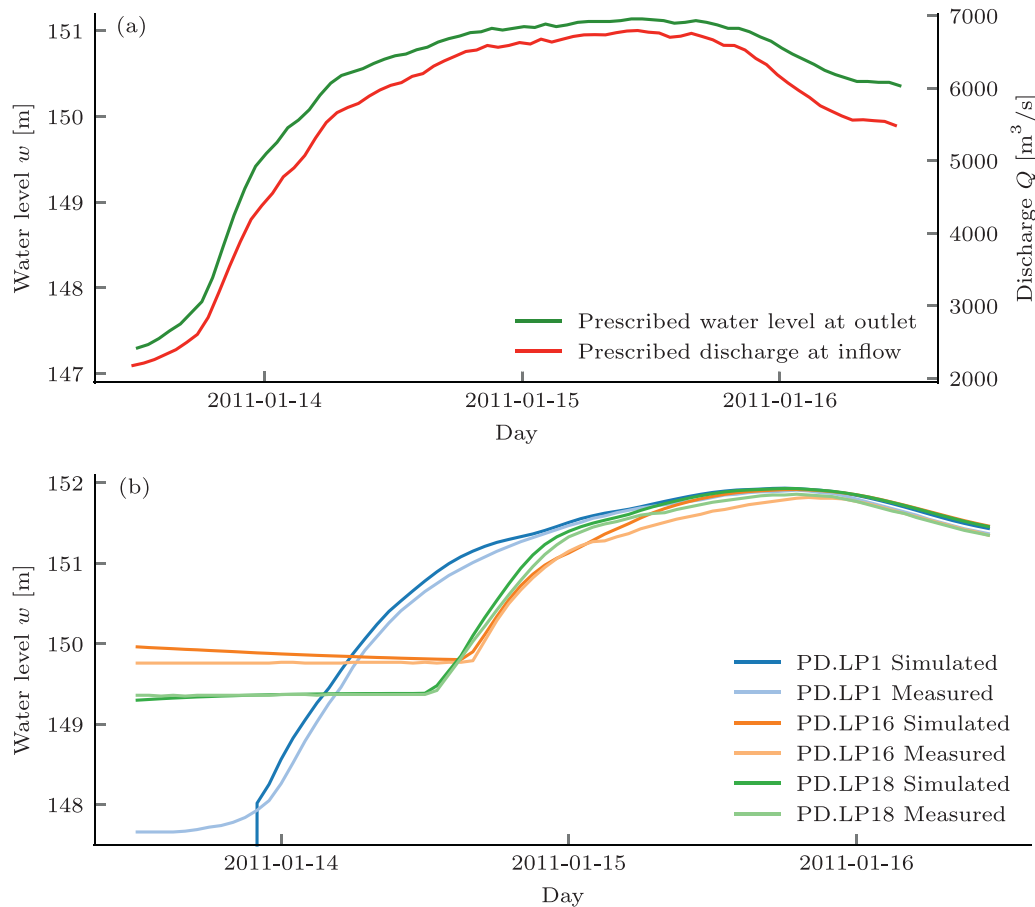 (a)
Water level w [m]
151
150
149
148
147
7000
6000
5000
4000
3000
2000
Discharge Q [m³/s]
Prescribed water level at outlet
Prescribed discharge at inflow
2011-01-14
2011-01-15
2011-01-16
Day
(b)
Water level w [m]
152
151
150
149
148
PD.LP1 Simulated
PD.LP1 Measured
PD.LP16 Simulated
PD.LP16 Measured
PD.LP18 Simulated
PD.LP18 Measured
2011-01-14
2011-01-15
2011-01-16
Day